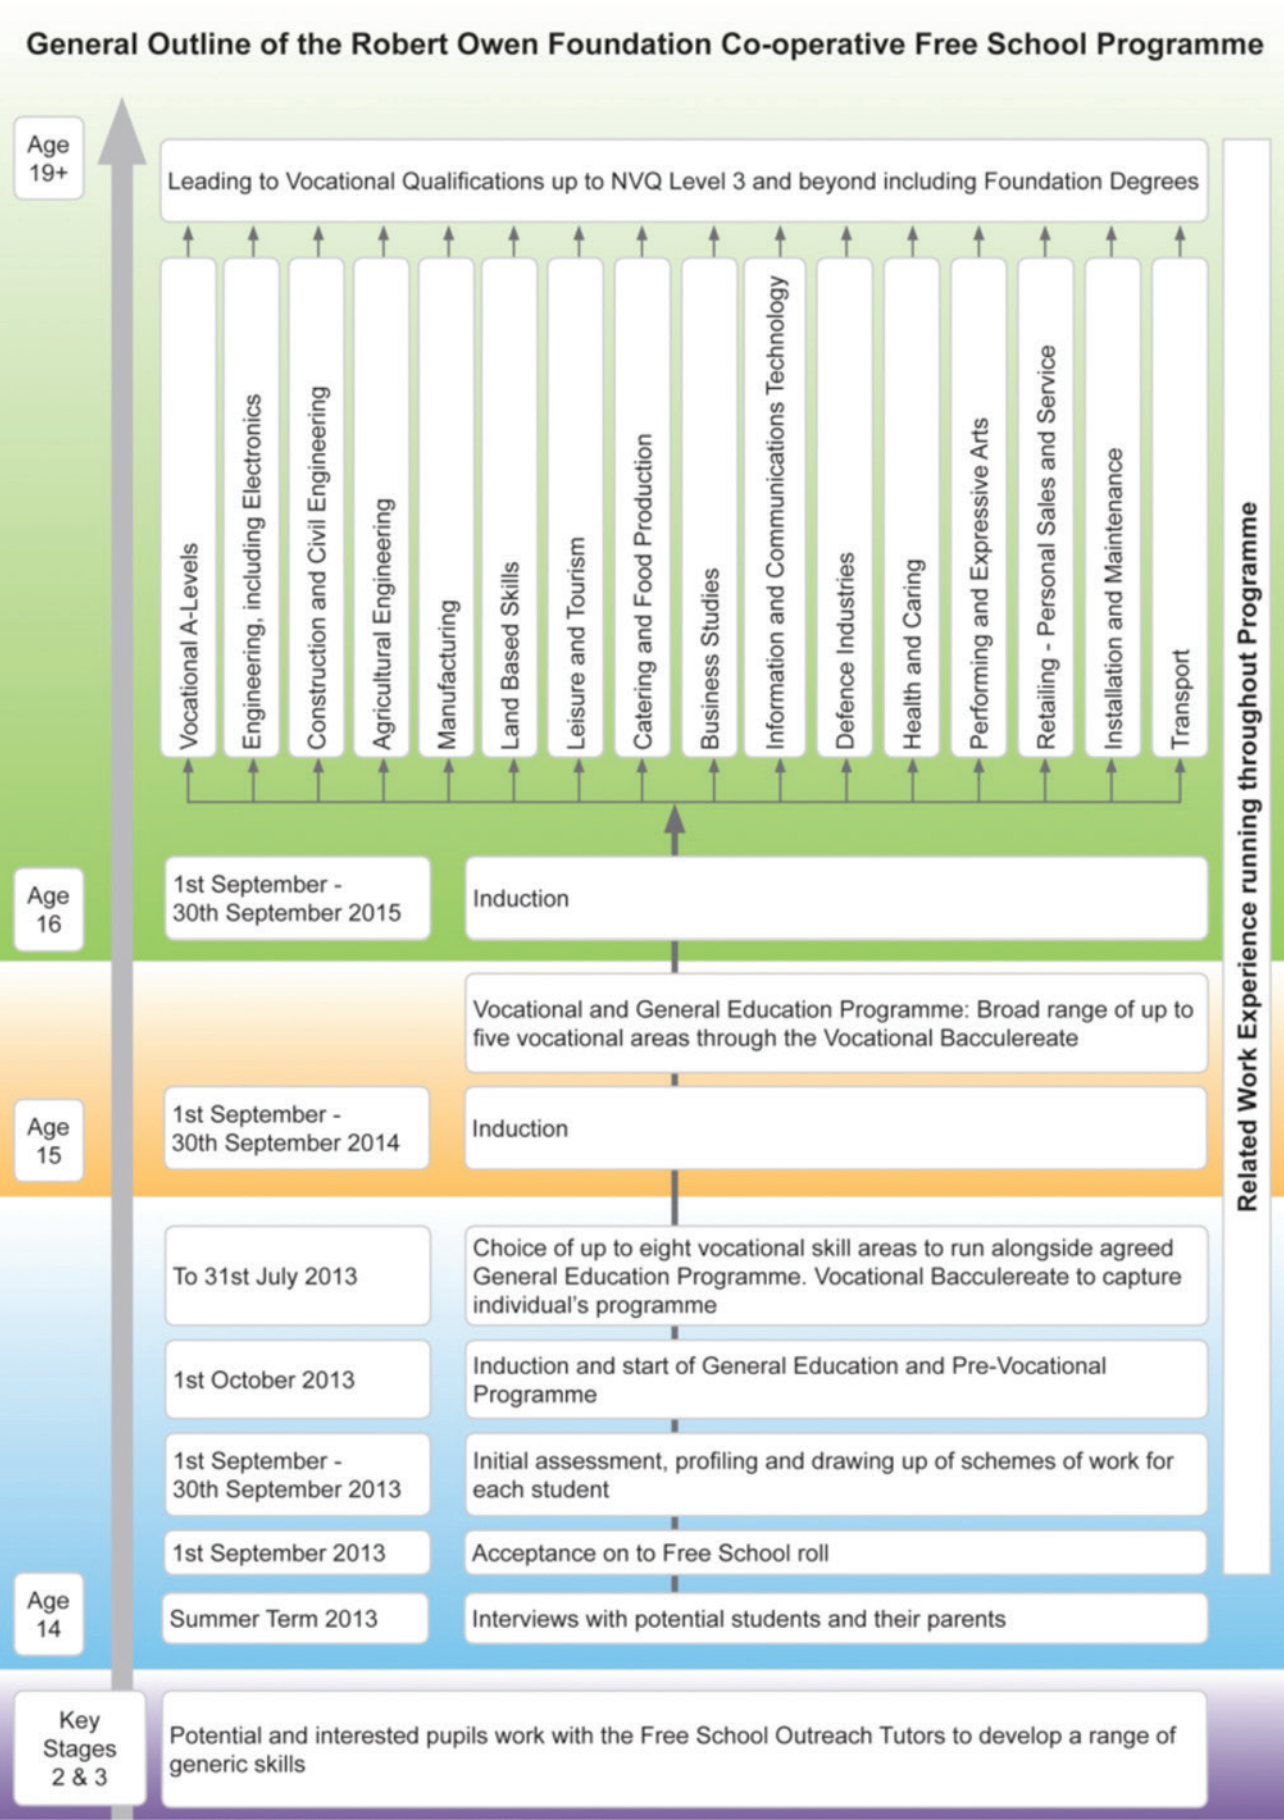 General Outline of the Robert Owen Foundation Co-operative Free School Programme
Age
19+
Leading to Vocational Qualifications up to NVQ Level 3 and beyond including Foundation Degrees
Vocational A-Levels
Engineering, including Electronics
Construction and Civil Engineering
Agricultural Engineering
Manufacturing
Land Based Skills
Leisure and Tourism
Catering and Food Production
Business Studies
Information and Communications Technology
Defence Industries
Health and Caring
Performing and Expressive Arts
Retailing - Personal Sales and Service
Installation and Maintenance
Transport
Related Work Experience running throughout Programme
Age
16
1st September -
30th September 2015
Induction
Vocational and General Education Programme: Broad range of up to
five vocational areas through the Vocational Bacculereate
Age
15
1st September -
30th September 2014
Induction
To 31st July 2013
Choice of up to eight vocational skill areas to run alongside agreed
General Education Programme. Vocational Bacculereate to capture
individual's programme
1st October 2013
Induction and start of General Education and Pre-Vocational
Programme
1st September -
30th September 2013
Initial assessment, profiling and drawing up of schemes of work for
each student
1st September 2013
Acceptance on to Free School roll
Age
14
Summer Term 2013
Interviews with potential students and their parents
Key
Stages
2 & 3
Potential and interested pupils work with the Free School Outreach Tutors to develop a range of
generic skills